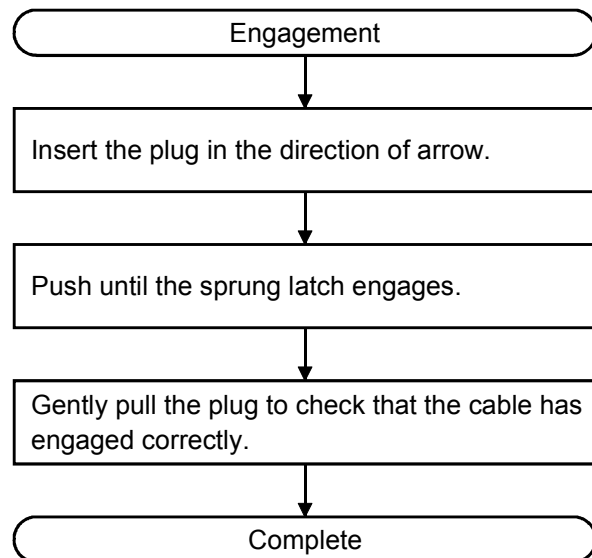 Engagement
Insert the plug in the direction of arrow.
Push until the sprung latch engages.
Gently pull the plug to check that the cable has
engaged correctly.
Complete